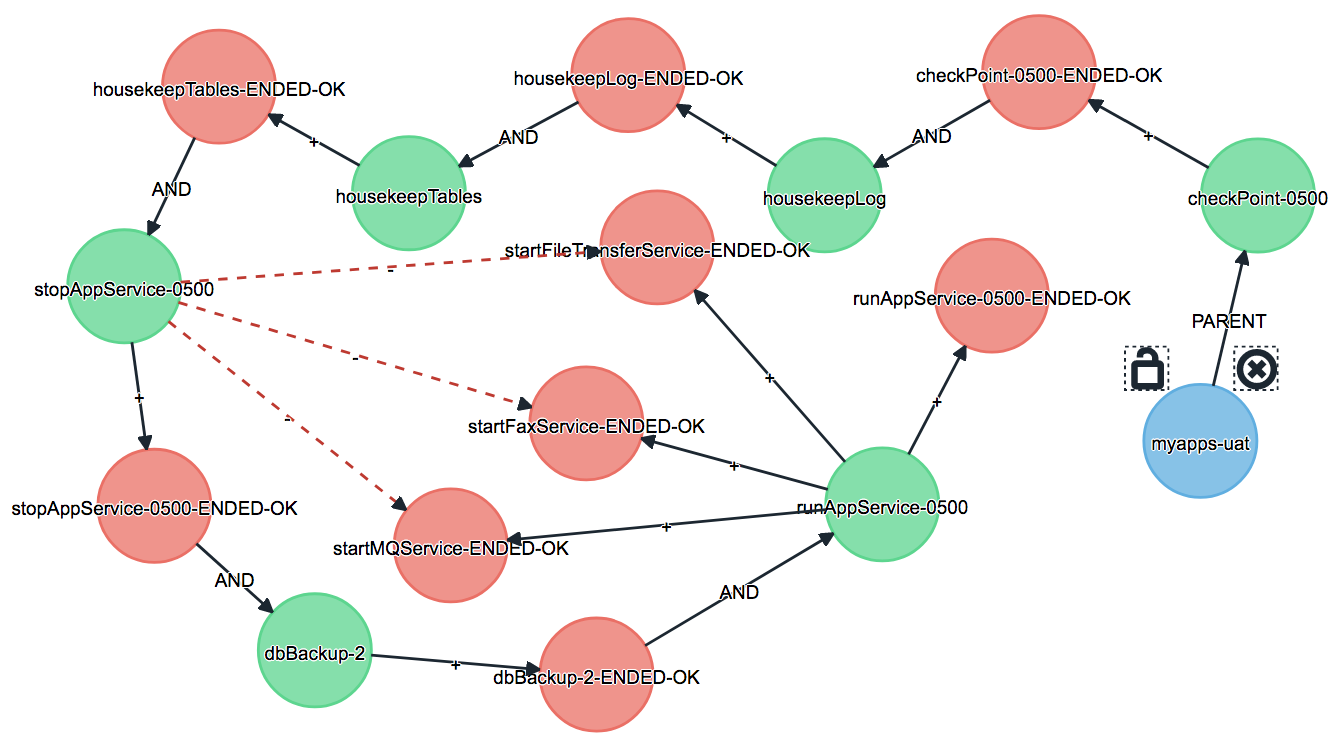 checkPoint-0500-ENDED-OK
housekeepLog-ENDED-OK
housekeepTables-ENDED-OK
AND
AND
+
+
+
AND
housekeepTables
housekeepLog
checkPoint-0500
startFileTransferService-ENDED-OK
-
stopAppService-0500
runAppService-0500-ENDED-OK
PARENT
-
+
+
+
-
startFaxService-ENDED-OK
myapps-uat
+
stopAppService-0500-ENDED-OK
runAppService-0500
+
startMQService-ENDED-OK
AND
AND
dbBackup-2
+
dbBackup-2-ENDED-OK